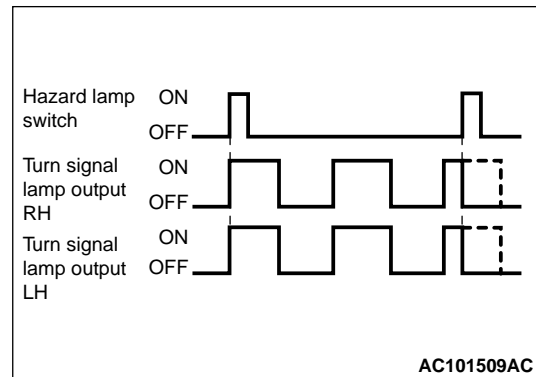 Hazard lamp ON
switch
OFF
Turn signal ON
lamp output
RH OFF
Turn signal ON
lamp output OFF
LH
AC101509AC